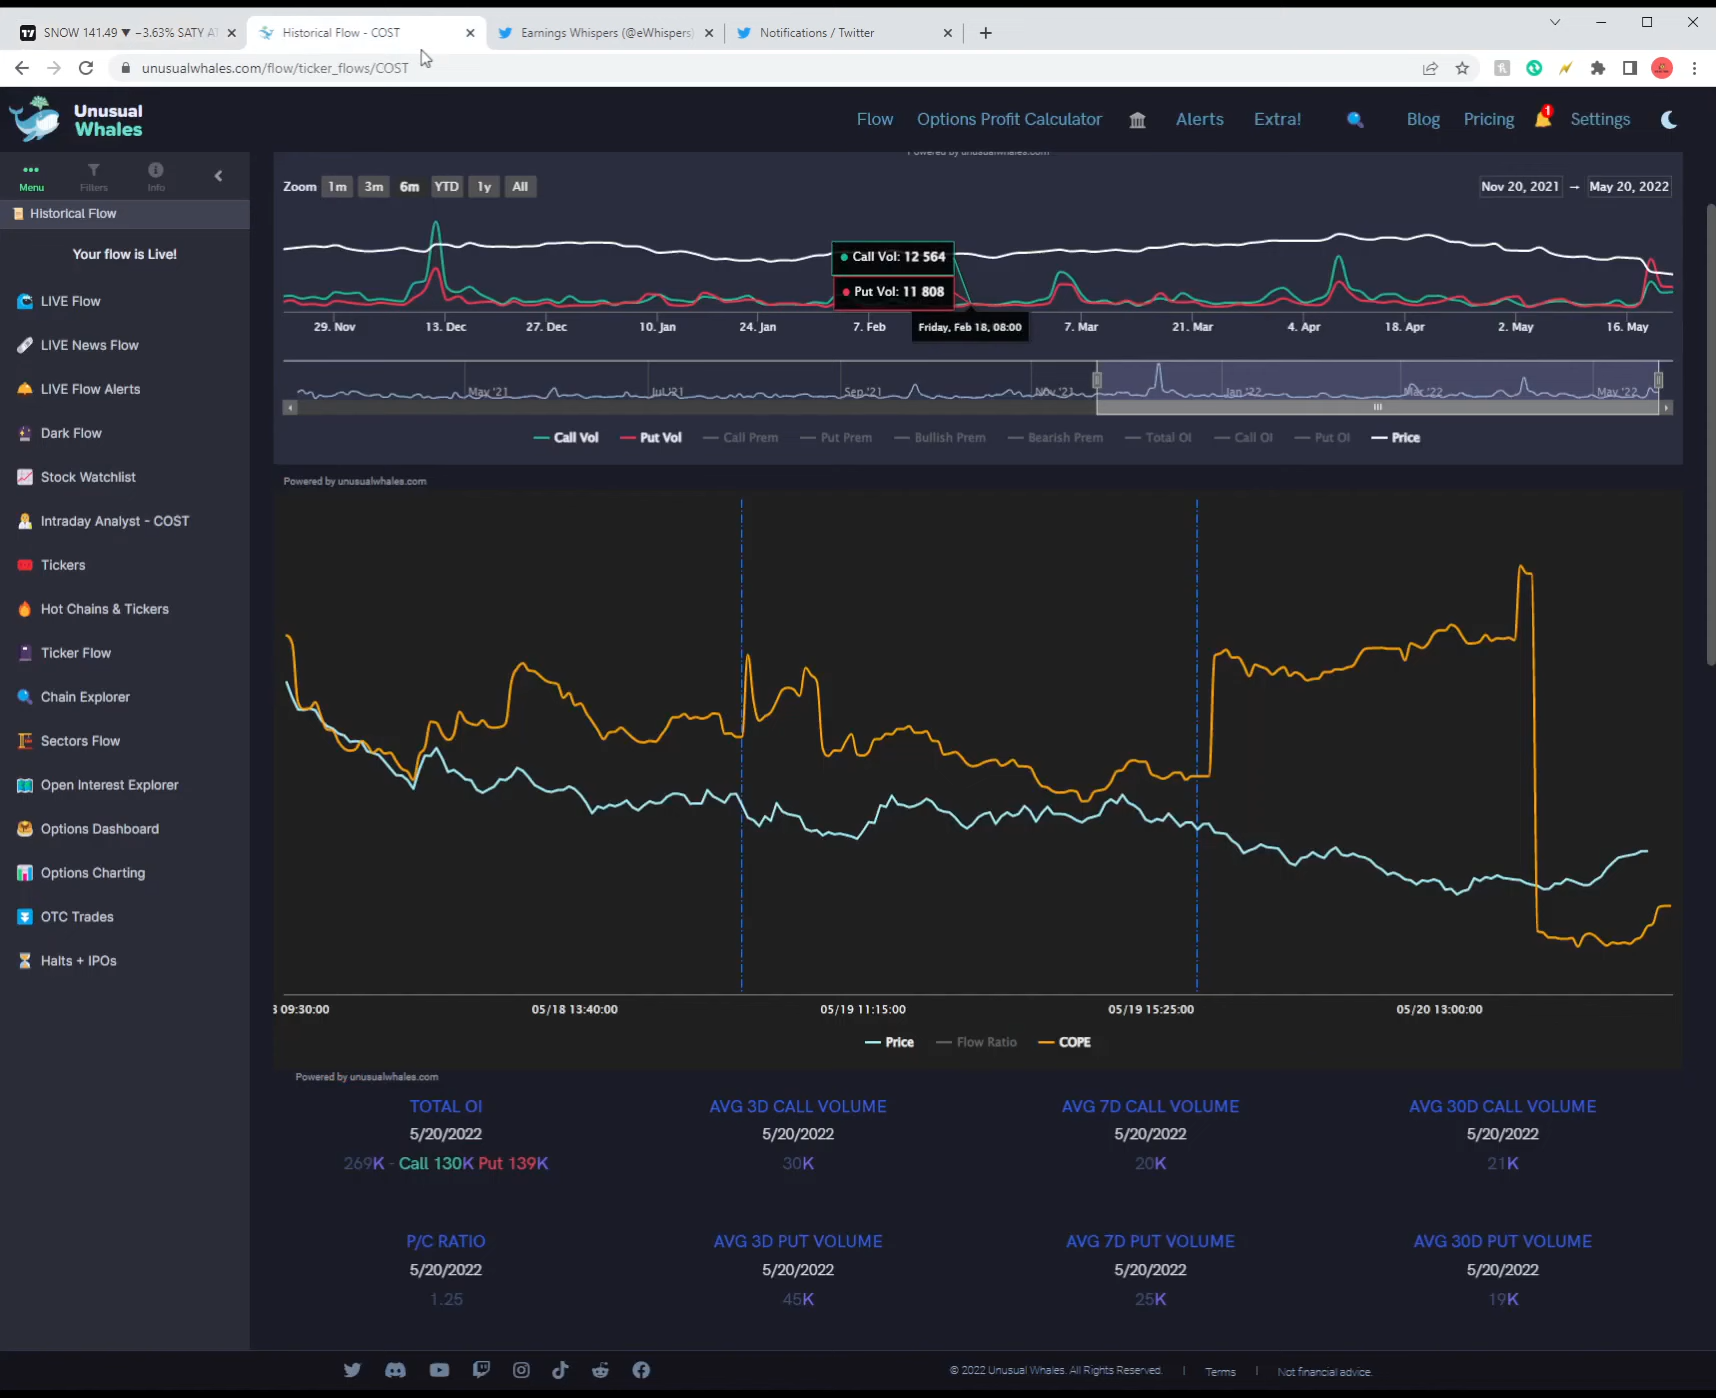 SNOW 141.49 ▼ −3.63% SATY AT
Historical Flow - COST
Earnings Whispers (@eWhispers)
Notifications / Twitter
unusualwhales.com/flow/ticker_flows/COST
Unusual
Whales
Flow
Options Profit Calculator
Alerts
Extra!
Blog
Pricing
1
Settings
Menu
Filters
Info
Historical Flow
Your flow is Live!
LIVE Flow
LIVE News Flow
LIVE Flow Alerts
Dark Flow
Stock Watchlist
Intraday Analyst - COST
Tickers
Hot Chains & Tickers
Ticker Flow
Chain Explorer
Sectors Flow
Open Interest Explorer
Options Dashboard
Options Charting
OTC Trades
Halts + IPOs
Powered by unusualwhales.com
Zoom 1m 3m 6m YTD 1y All
Nov 20, 2021 → May 20, 2022
Call Vol: 12 564
Put Vol: 11 808
Friday, Feb 18, 08:00
29. Nov 13. Dec 27. Dec 10. Jan 24. Jan 7. Feb 7. Mar 21. Mar 4. Apr 18. Apr 2. May 16. May
May '21 Jul '21 Sep '21 Nov '21 Jan '22 Mar '22 May '22
Call Vol Put Vol Call Prem Put Prem Bullish Prem Bearish Prem Total OI Call OI Put OI Price
Powered by unusualwhales.com
09:30:00 05/18 13:40:00 05/19 11:15:00 05/19 15:25:00 05/20 13:00:00
Price Flow Ratio COPE
Powered by unusualwhales.com
TOTAL OI
5/20/2022
269K - Call 130K Put 139K
AVG 3D CALL VOLUME
5/20/2022
30K
AVG 7D CALL VOLUME
5/20/2022
20K
AVG 30D CALL VOLUME
5/20/2022
21K
P/C RATIO
5/20/2022
1.25
AVG 3D PUT VOLUME
5/20/2022
45K
AVG 7D PUT VOLUME
5/20/2022
25K
AVG 30D PUT VOLUME
5/20/2022
19K
© 2022 Unusual Whales. All Rights Reserved. | Terms | Not financial advice.